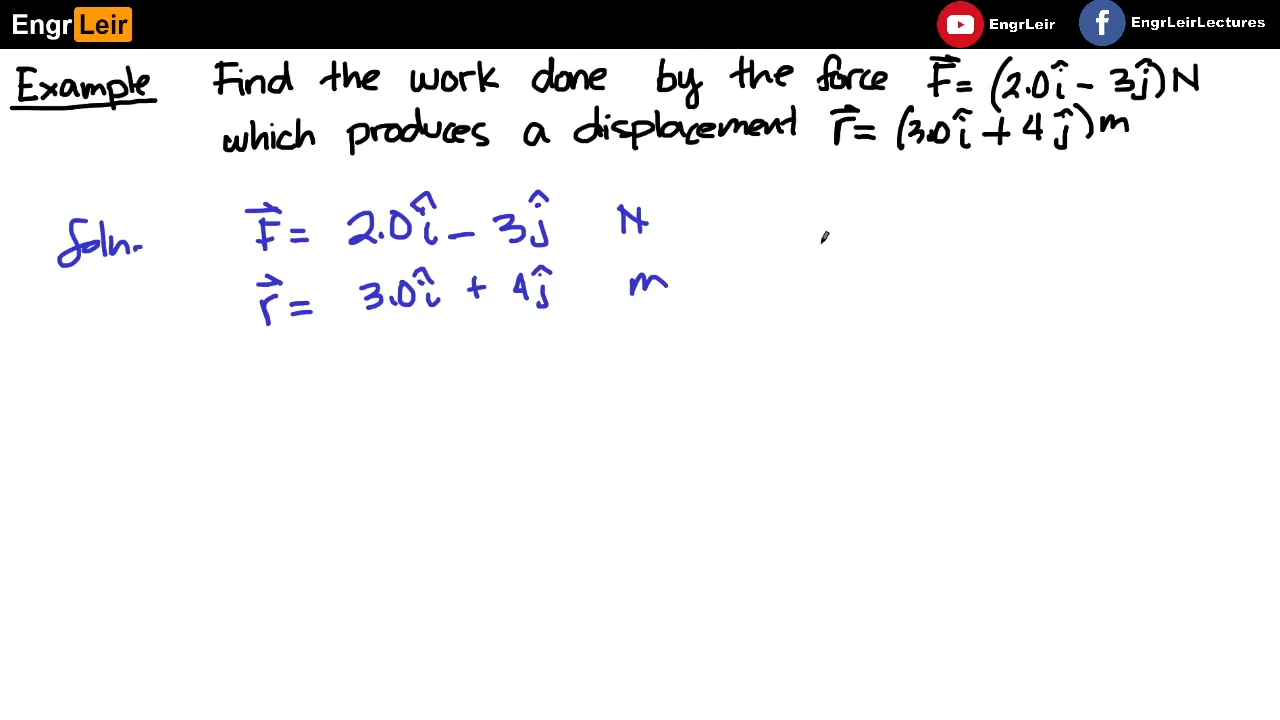 EngrLeir EngrLeir EngrLeirLectures
Example Find the work done by the force F⃗ = (2.0î - 3ĵ) N
which produces a displacement r⃗ = (3.0î + 4ĵ) m
Soln. F⃗ = 2.0î - 3ĵ N
r⃗ = 3.0î + 4ĵ m